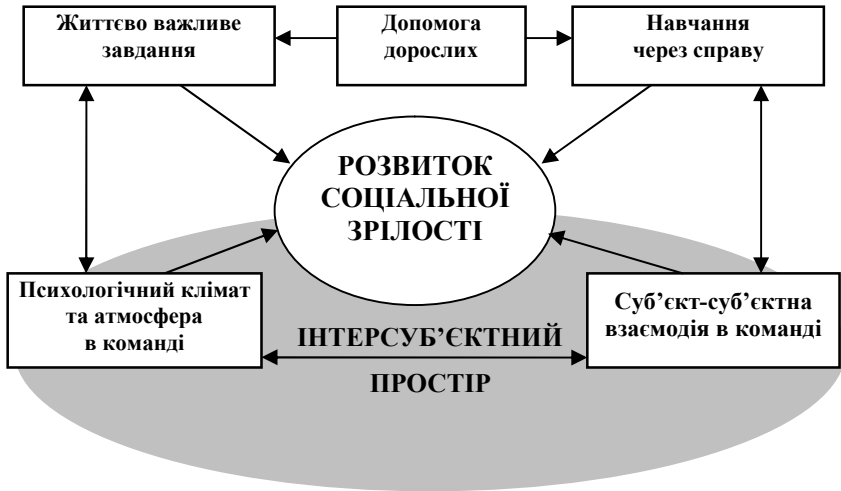 Життєво важливе
завдання
Допомога
дорослих
Навчання
через справу
РОЗВИТОК
СОЦІАЛЬНОЇ
ЗРІЛОСТІ
Психологічний клімат
та атмосфера
в команді
Суб’єкт-суб’єктна
взаємодія в команді
ІНТЕРСУБ’ЄКТНИЙ
ПРОСТІР